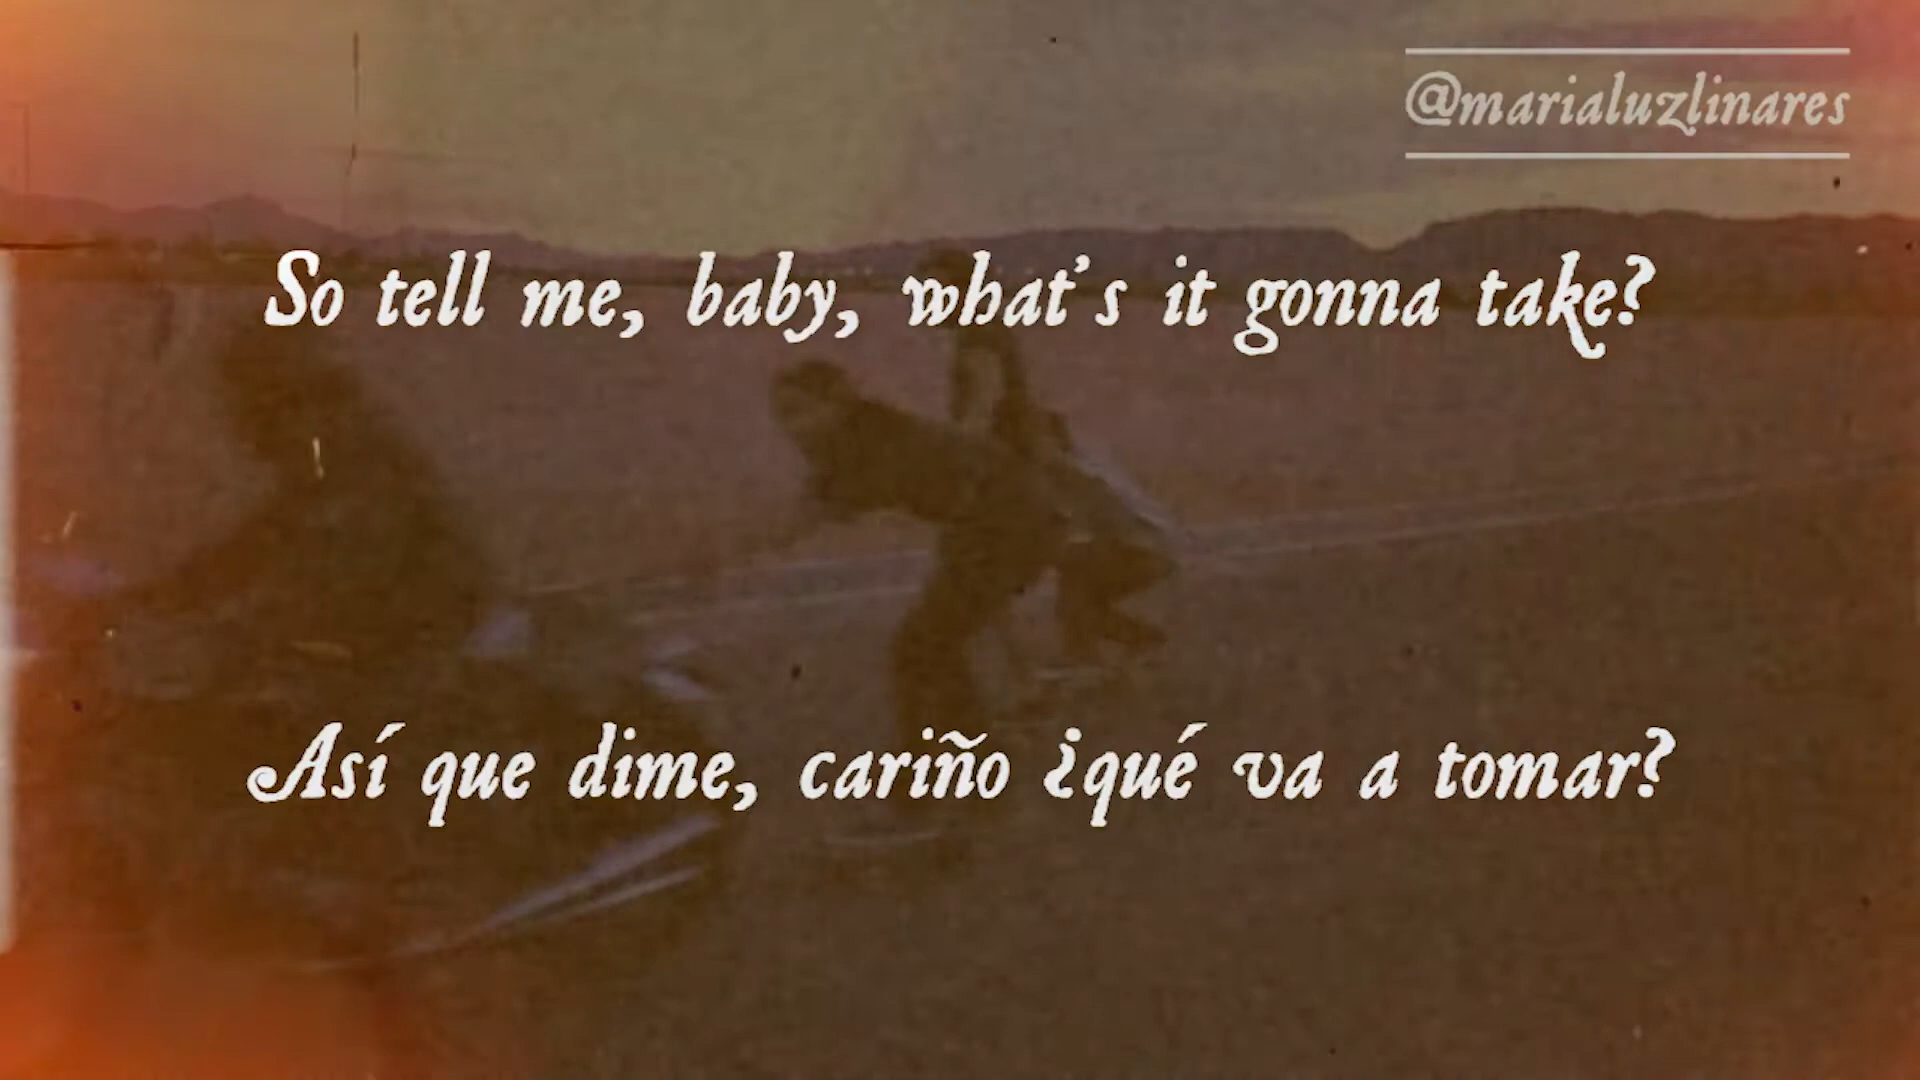 @marialuzlinares
So tell me, baby, what's it gonna take?
Así que dime, cariño ¿qué va a tomar?